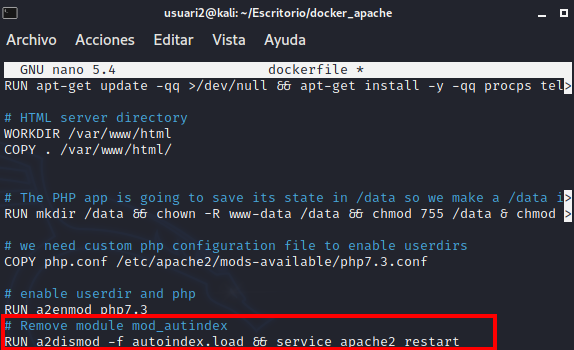 usuari2@kali: ~/Escritorio/docker_apache
Archivo Acciones Editar Vista Ayuda
GNU nano 5.4 dockerfile *
RUN apt-get update -qq >/dev/null && apt-get install -y -qq procps tel>
# HTML server directory
WORKDIR /var/www/html
COPY . /var/www/html/
# The PHP app is going to save its state in /data so we make a /data i>
RUN mkdir /data && chown -R www-data /data && chmod 755 /data & chmod >
# we need custom php configuration file to enable userdirs
COPY php.conf /etc/apache2/mods-available/php7.3.conf
# enable userdir and php
RUN a2enmod php7.3
# Remove module mod_autindex
RUN a2dismod -f autoindex.load && service apache2 restart